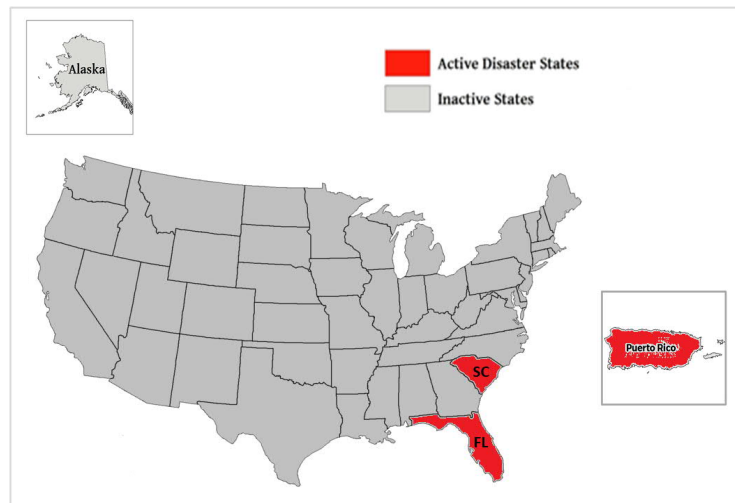 Alaska
Active Disaster States
Inactive States
Puerto Rico
SC
FL